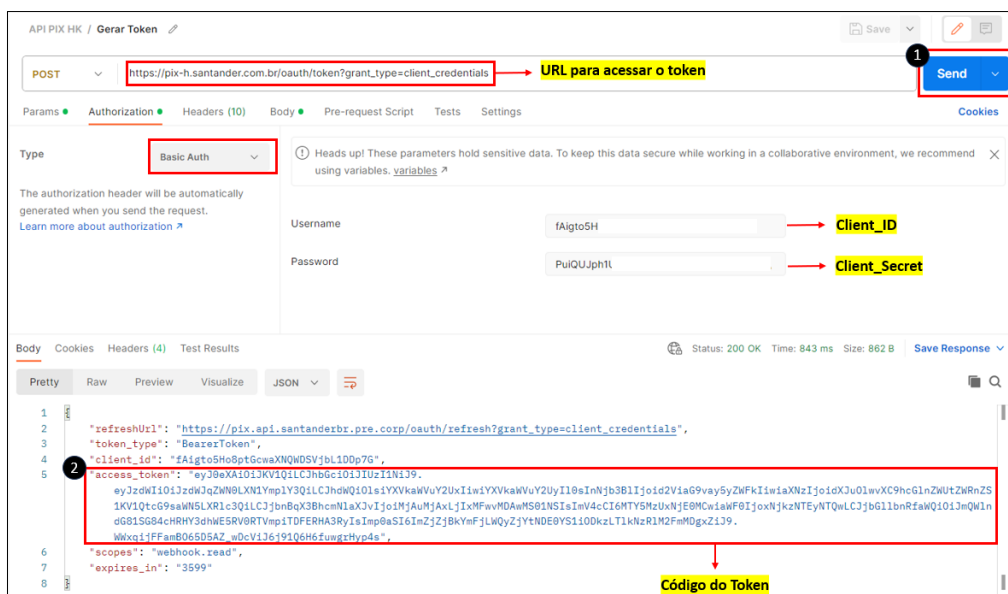 API PIX HK / Gerar Token
Save
POST
https://pix-h.santander.com.br/oauth/token?grant_type=client_credentials
URL para acessar o token
1
Send
Params
Authorization
Headers (10)
Body
Pre-request Script
Tests
Settings
Cookies
Type
Basic Auth
Heads up! These parameters hold sensitive data. To keep this data secure while working in a collaborative environment, we recommend
using variables. variables
The authorization header will be automatically
generated when you send the request.
Learn more about authorization
Username
fAigto5H
Client_ID
Password
PuiQUJph1
Client_Secret
Body Cookies Headers (4) Test Results
Status: 200 OK Time: 843 ms Size: 862 B Save Response
Pretty Raw Preview Visualize JSON
1 {
2 "refreshUrl": "https://pix.api.santanderbr.pre.corp/oauth/refresh?grant_type=client_credentials",
3 "token_type": "BearerToken",
4 "client_id": "fAigto5Ho8ptGcwaXNQWDSVjbL1DDp7G",
2
5 "access_token": "eyJ0eXAiOiJKV1QiLCJhbGciOiJIUzI1NiJ9.
6 "scopes": "webhook.read",
7 "expires_in": "3599"
8 }
Código do Token